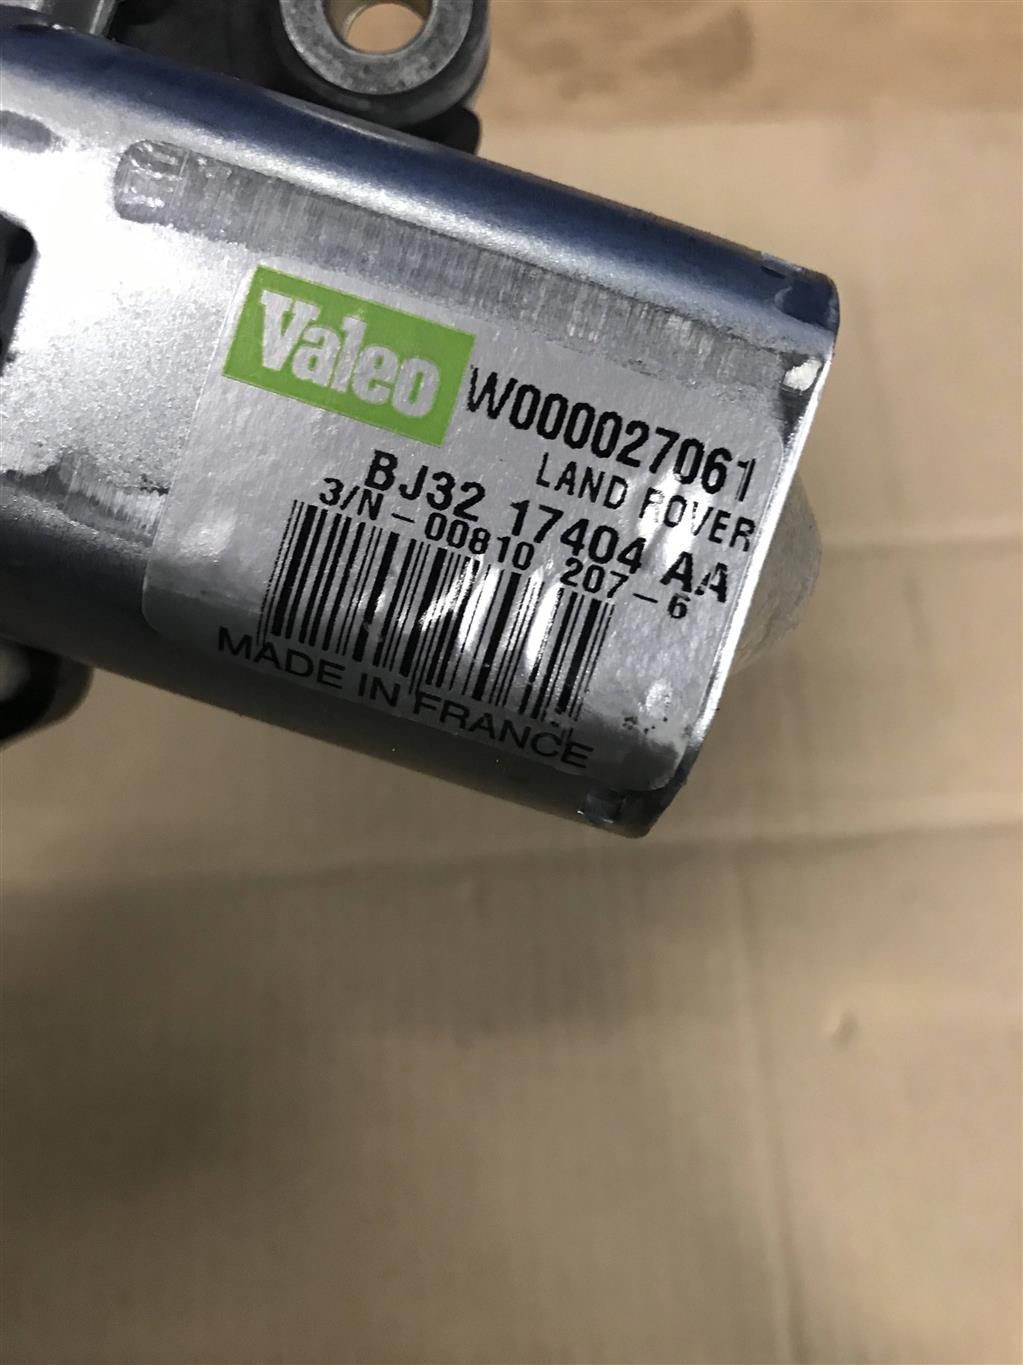 Valeo
W000027061
LAND ROVER
BJ32 17404 AA
3/N-00810 207-6
MADE IN FRANCE